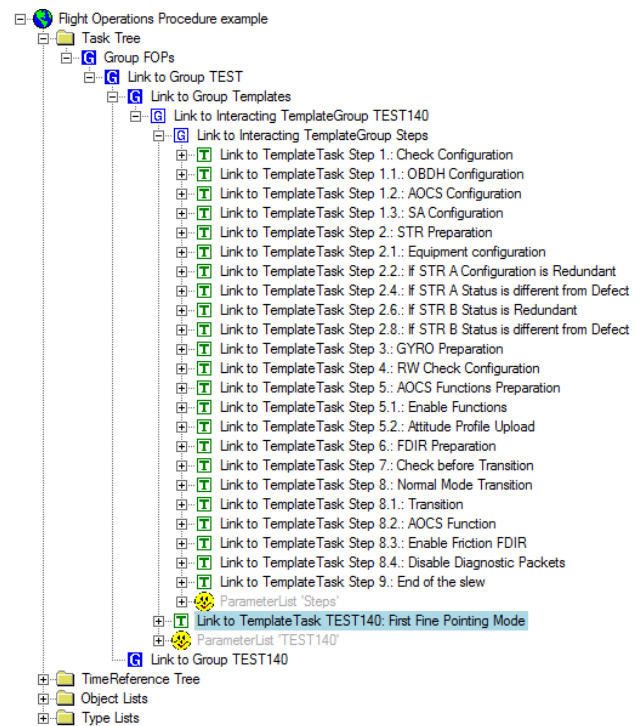 Flight Operations Procedure example
Task Tree
G Group FOPs
G Link to Group TEST
G Link to Group Templates
G Link to Interacting TemplateGroup TEST140
G Link to Interacting TemplateGroup Steps
T Link to TemplateTask Step 1.: Check Configuration
T Link to TemplateTask Step 1.1.: OBDH Configuration
T Link to TemplateTask Step 1.2.: AOCS Configuration
T Link to TemplateTask Step 1.3.: SA Configuration
T Link to TemplateTask Step 2.: STR Preparation
T Link to TemplateTask Step 2.1.: Equipment configuration
T Link to TemplateTask Step 2.2.: If STR A Configuration is Redundant
T Link to TemplateTask Step 2.4.: If STR A Status is different from Defect
T Link to TemplateTask Step 2.6.: If STR B Status is Redundant
T Link to TemplateTask Step 2.8.: If STR B Status is different from Defect
T Link to TemplateTask Step 3.: GYRO Preparation
T Link to TemplateTask Step 4.: RW Check Configuration
T Link to TemplateTask Step 5.: AOCS Functions Preparation
T Link to TemplateTask Step 5.1.: Enable Functions
T Link to TemplateTask Step 5.2.: Attitude Profile Upload
T Link to TemplateTask Step 6.: FDIR Preparation
T Link to TemplateTask Step 7.: Check before Transition
T Link to TemplateTask Step 8.: Normal Mode Transition
T Link to TemplateTask Step 8.1.: Transition
T Link to TemplateTask Step 8.2.: AOCS Function
T Link to TemplateTask Step 8.3.: Enable Friction FDIR
T Link to TemplateTask Step 8.4.: Disable Diagnostic Packets
T Link to TemplateTask Step 9.: End of the slew
ParameterList 'Steps'
T Link to TemplateTask TEST140: First Fine Pointing Mode
ParameterList 'TEST140'
G Link to Group TEST140
TimeReference Tree
Object Lists
Type Lists